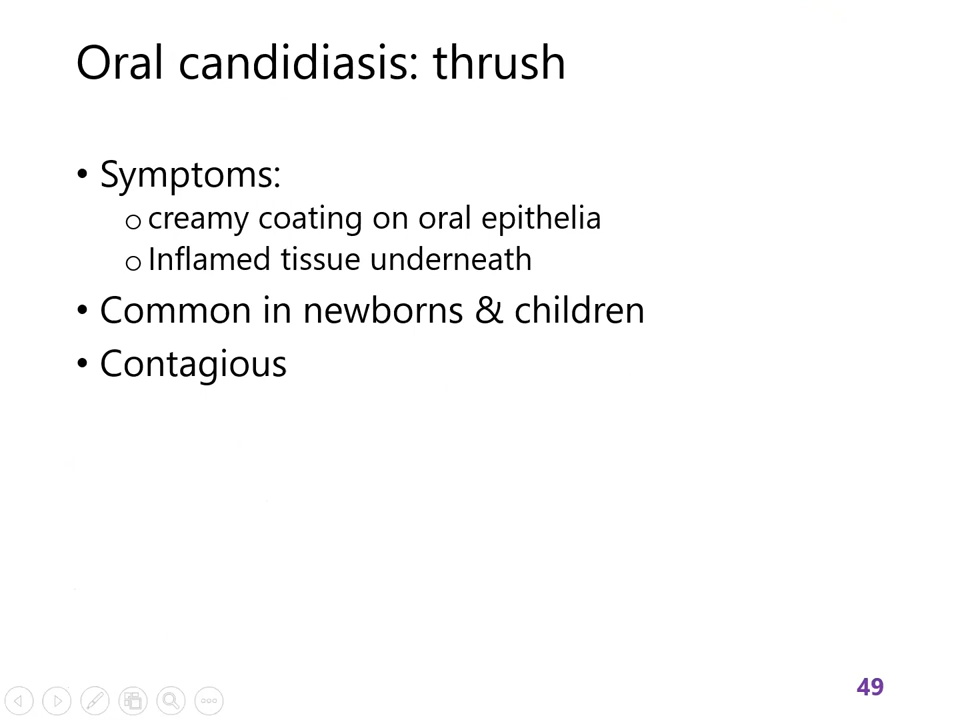 Oral candidiasis: thrush
• Symptoms:
o creamy coating on oral epithelia
o Inflamed tissue underneath
• Common in newborns & children
• Contagious
49